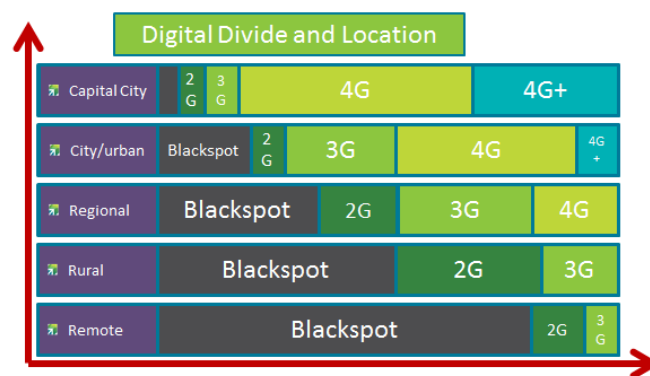 Digital Divide and Location
Capital City
2
G
3
G
4G
4G+
City/urban
Blackspot
2
G
3G
4G
4G
+
Regional
Blackspot
2G
3G
4G
Rural
Blackspot
2G
3G
Remote
Blackspot
2G
3
G